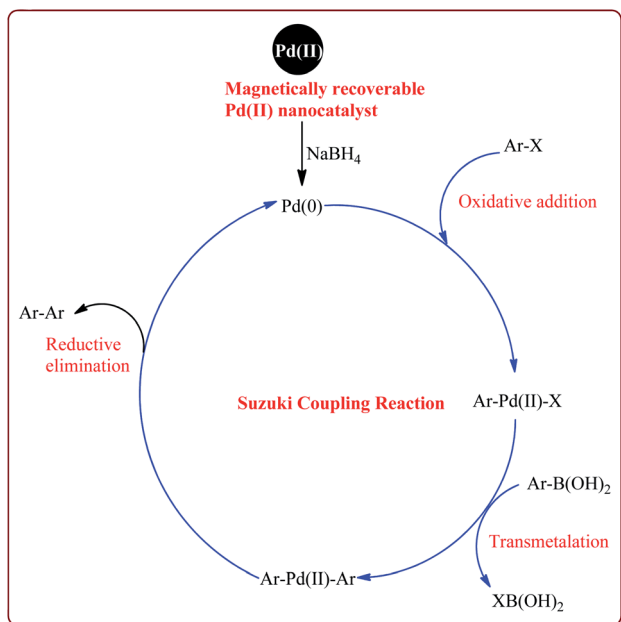 Pd(II)
Magnetically recoverable
Pd(II) nanocatalyst
NaBH₄
Ar-X
Pd(0)
Oxidative addition
Ar-Ar
Reductive
elimination
Suzuki Coupling Reaction
Ar-Pd(II)-X
Ar-B(OH)₂
Transmetalation
Ar-Pd(II)-Ar
XB(OH)₂